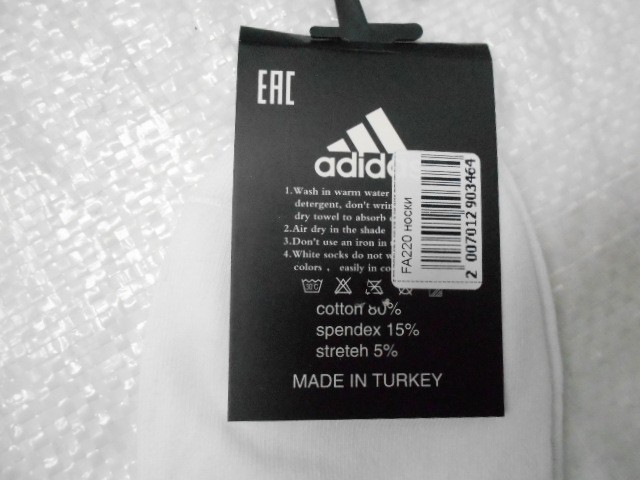 EAC
adid
1.Wash in warm water
detergent, don't wrin
dry towel to absorb
2.Air dry in the shade
3.Don't use an iron in
4.White socks do not w
colors , easily in co
30°C
cotton 80%
spendex 15%
streteh 5%
MADE IN TURKEY
FA220 носки
2 007012 903464